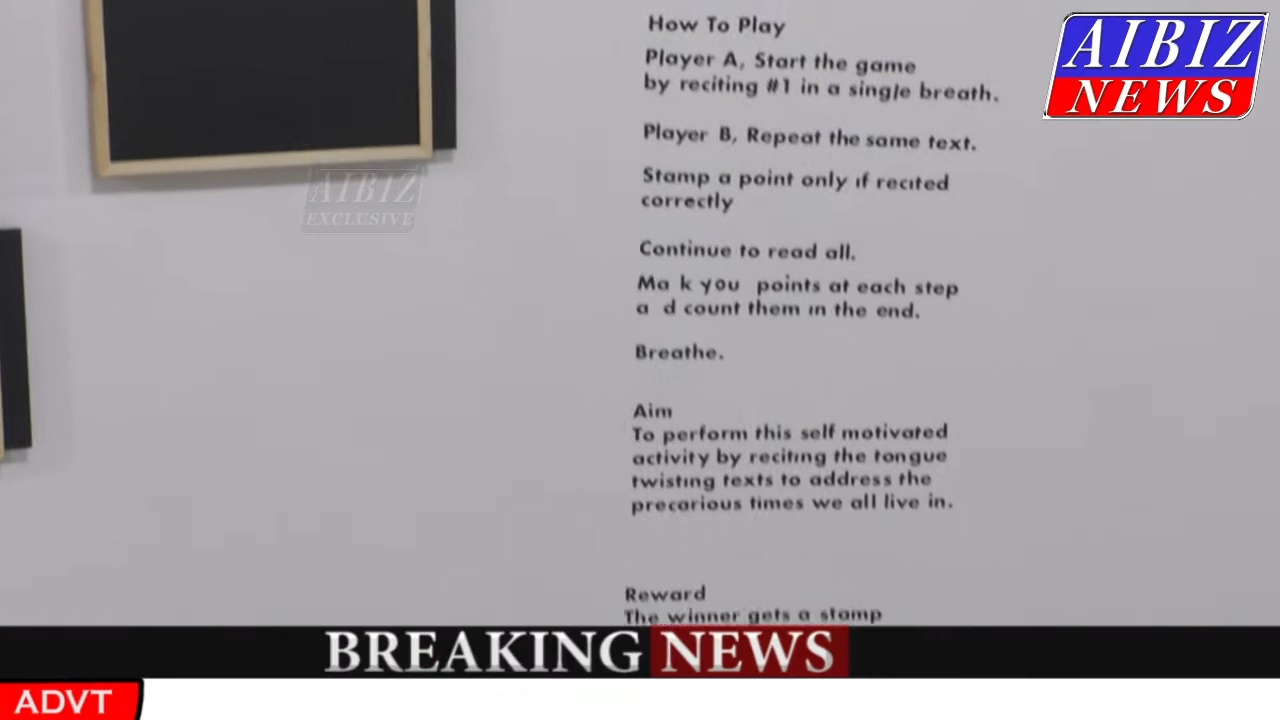 How To Play
Player A, Start the game
by reciting #1 in a single breath.
Player B, Repeat the same text.
Stamp a point only if recited
correctly
Continue to read all.
Ma k you points at each step
a d count them in the end.
Breathe.
Aim
To perform this self motivated
activity by reciting the tongue
twisting texts to address the
precarious times we all live in.
Reward
The winner gets a stamp
AIBIZ
NEWS
AIBIZ
EXCLUSIVE
BREAKING NEWS
ADVT